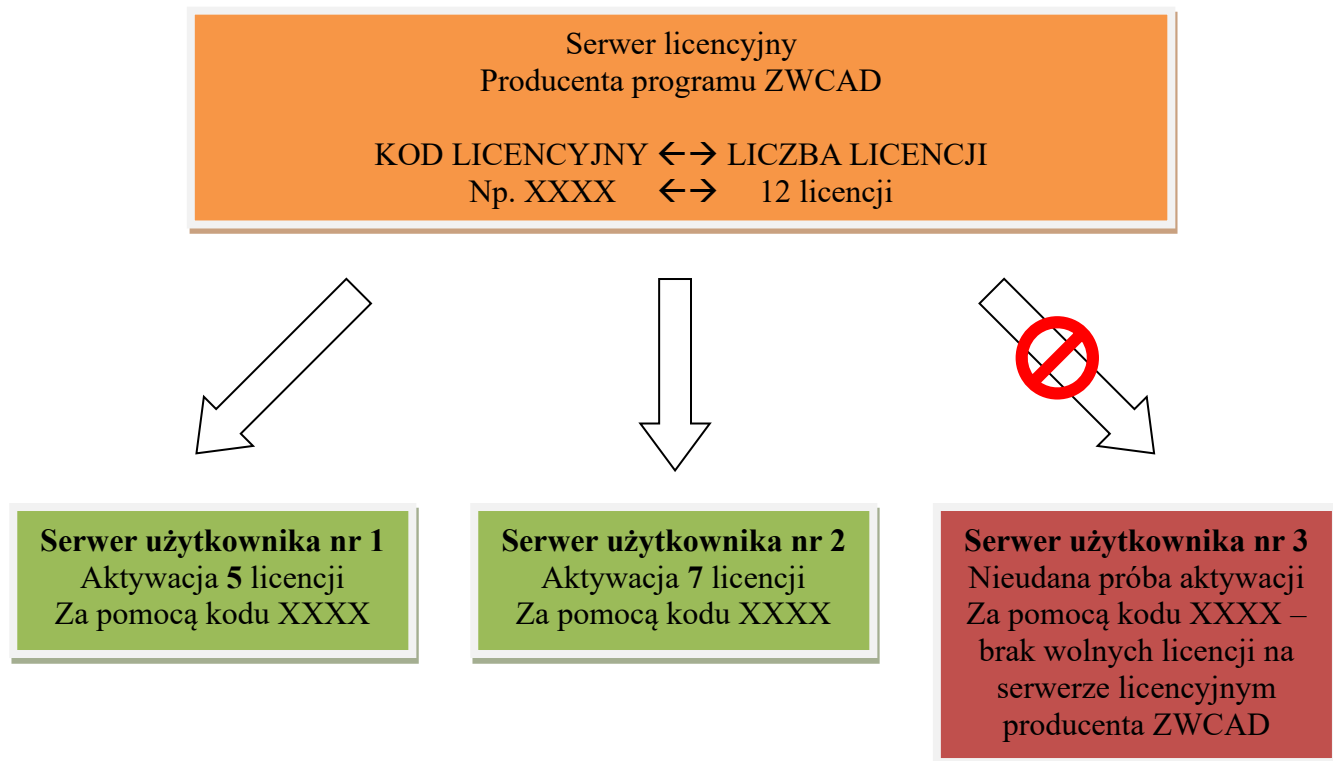 Serwer licencyjny
Producenta programu ZWCAD
KOD LICENCYJNY ←→ LICZBA LICENCJI
Np. XXXX ←→ 12 licencji
Serwer użytkownika nr 1
Aktywacja 5 licencji
Za pomocą kodu XXXX
Serwer użytkownika nr 2
Aktywacja 7 licencji
Za pomocą kodu XXXX
Serwer użytkownika nr 3
Nieudana próba aktywacji
Za pomocą kodu XXXX –
brak wolnych licencji na
serwerze licencyjnym
producenta ZWCAD